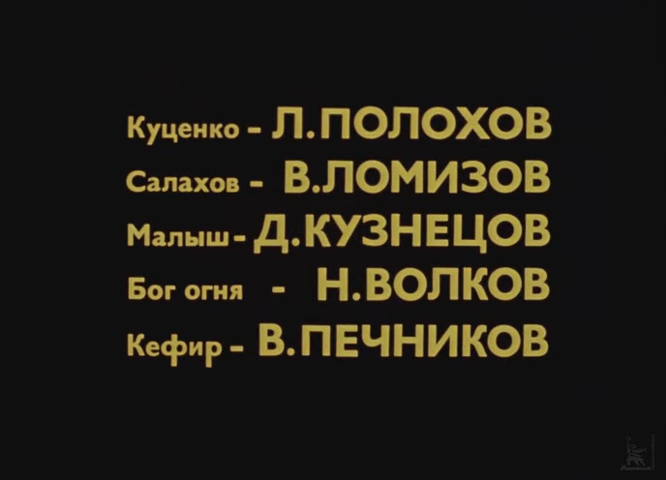 Куценко - Л.ПОЛОХОВ
Салахов - В.ЛОМИЗОВ
Малыш - Д.КУЗНЕЦОВ
Бог огня - Н.ВОЛКОВ
Кефир - В.ПЕЧНИКОВ